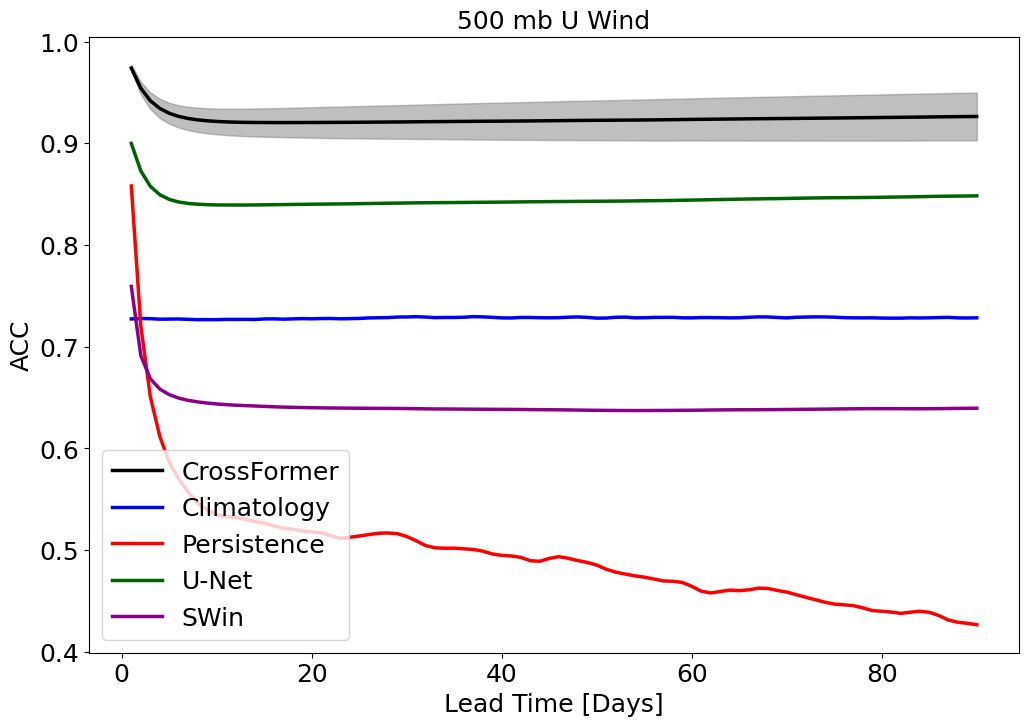 500 mb U Wind
1.0
0.9
0.8
0.7
0.6
0.5
0.4
ACC
CrossFormer
Climatology
Persistence
U-Net
SWin
0 20 40 60 80
Lead Time [Days]